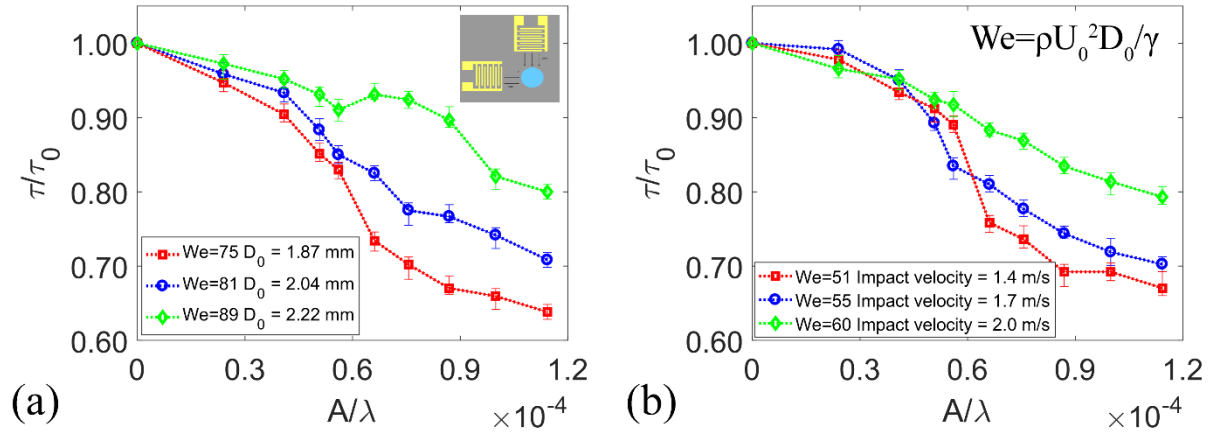 1.00
0.90
0.80
0.70
0.60
τ/τ0
We=75 D0 = 1.87 mm
We=81 D0 = 2.04 mm
We=89 D0 = 2.22 mm
0
0.3
0.6
0.9
1.2
A/λ
×10-4
(a)
We=ρU0²D0/γ
1.00
0.90
0.80
0.70
0.60
τ/τ0
We=51 Impact velocity = 1.4 m/s
We=55 Impact velocity = 1.7 m/s
We=60 Impact velocity = 2.0 m/s
0
0.3
0.6
0.9
1.2
A/λ
×10-4
(b)